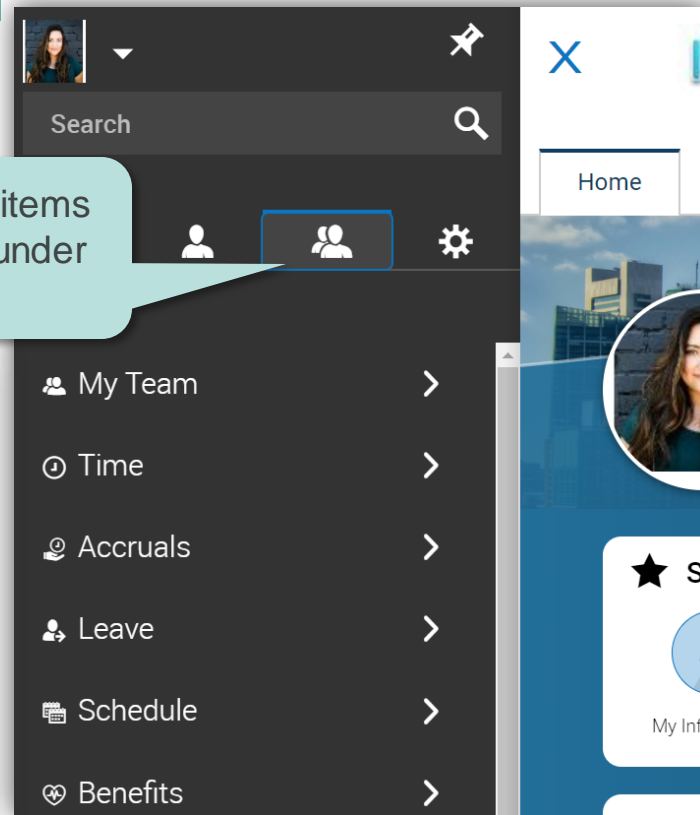 Search
Home
items
under
My Team
Time
Accruals
Leave
Schedule
Benefits